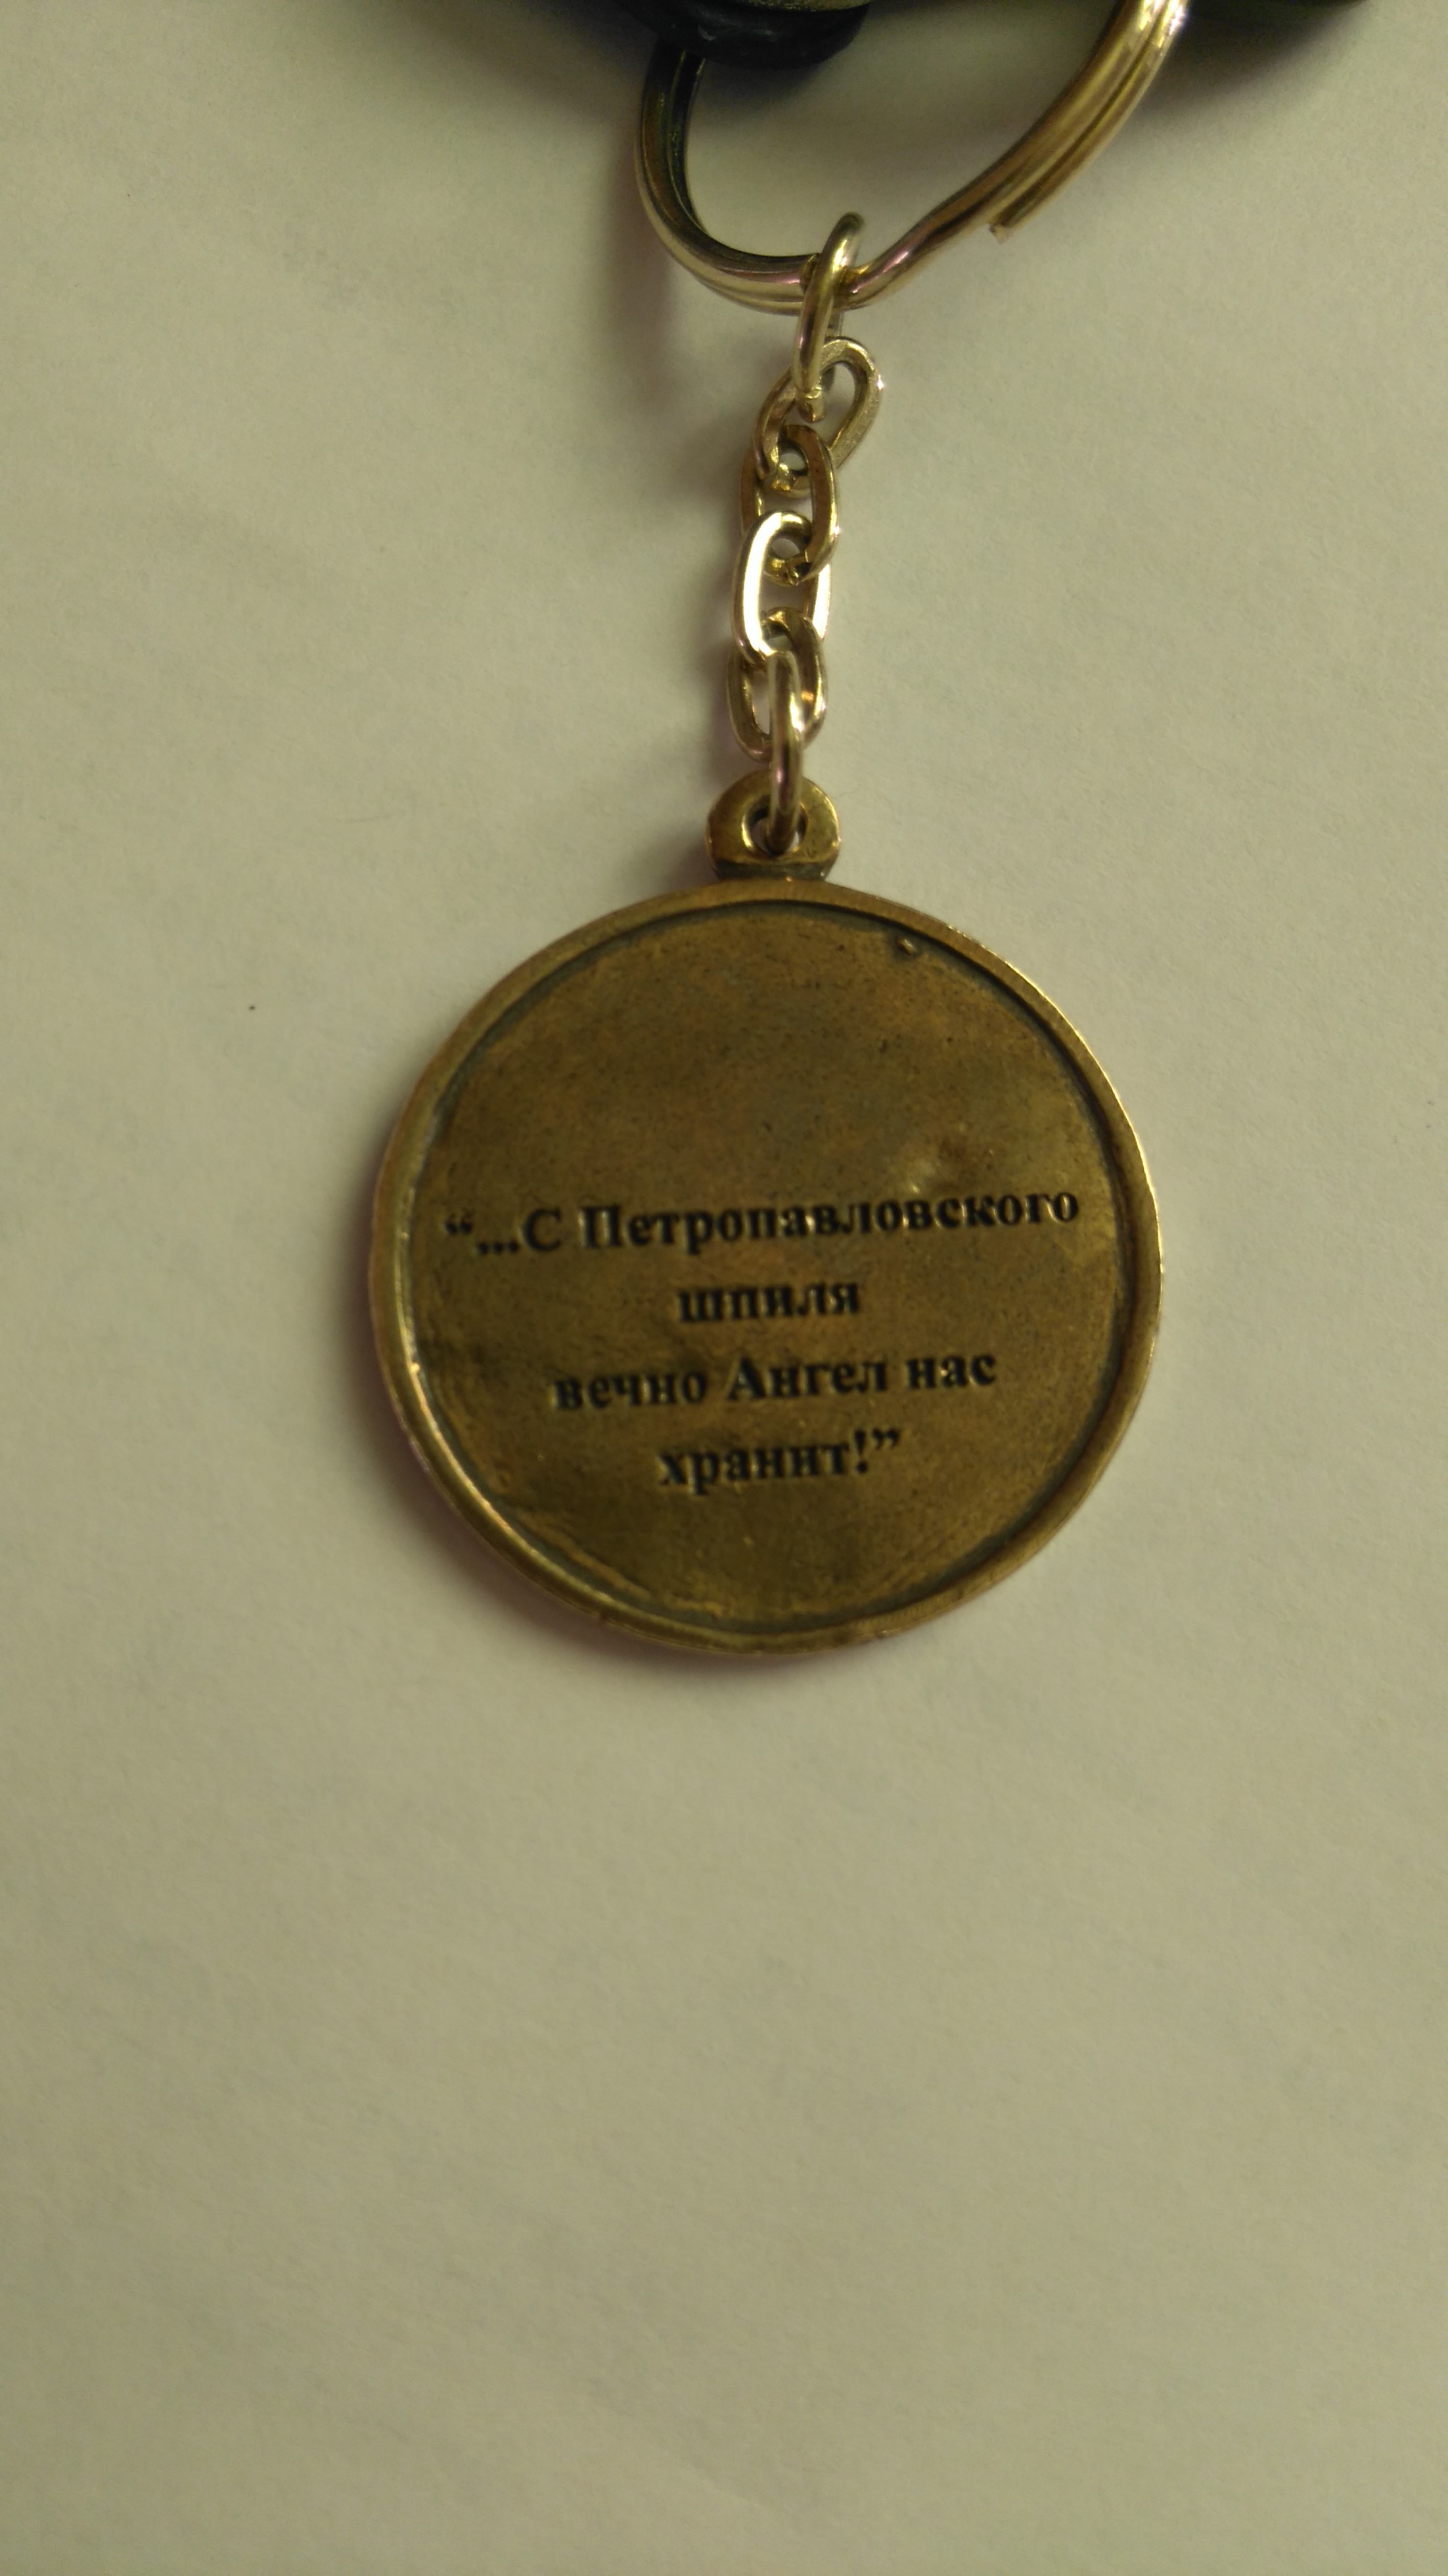 “...С Петропавловского
шпиля
вечно Ангел нас
хранит!”